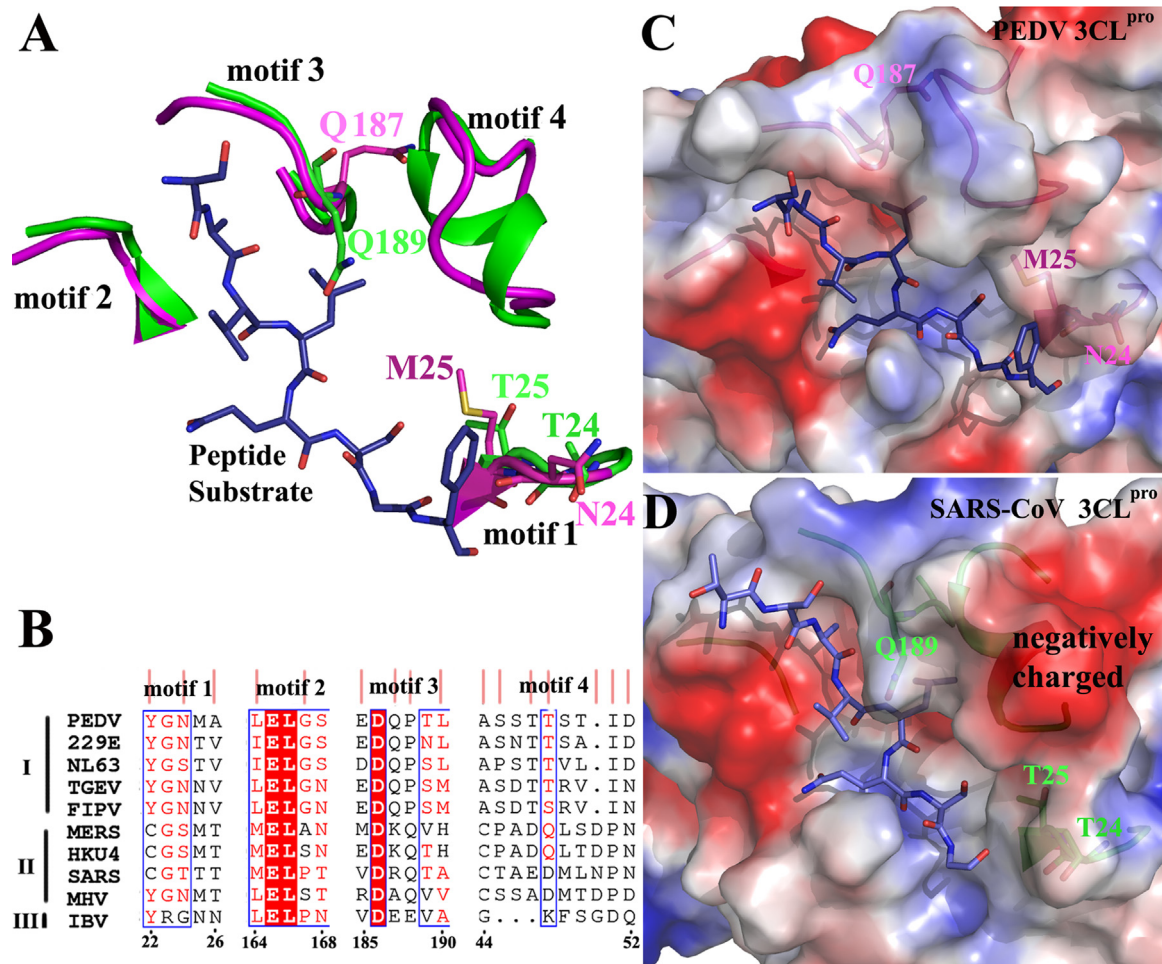 A
motif 3
Q187
motif 4
Q189
motif 2
M25
T25
T24
Peptide
Substrate
N24
motif 1
B
motif 1 motif 2 motif 3 motif 4
I
PEDV YGNMA LELGS EDQPTL ASSTTST.ID
229E YGNTV IELGS EDQPNL ASNTTSA.ID
NL63 YGSTV LELGS DDQPSL APSTTVL.ID
TGEV YGNNV LELGN EDQPSM ASDTTRV.IN
FIPV YGNNV LELGN EDQPSM ASDTSRV.IN
II
MERS CGSMT MELAN MDKQVH CPADQLSDPN
HKU4 CGSMT MELSN EDKQTH CPADQLTDPN
SARS CGTTT MELPT VDRQTA CTAEDMLNPN
MHV YGNMT LELST RDAQVV CSSADMTDPD
III
IBV YRGNN LELPN VDEEVA G...KFSGDQ
22 26 164 168 185 190 44 52
C
PEDV 3CLpro
Q187
M25
N24
D
SARS-CoV 3CLpro
Q189
negatively
charged
T25
T24